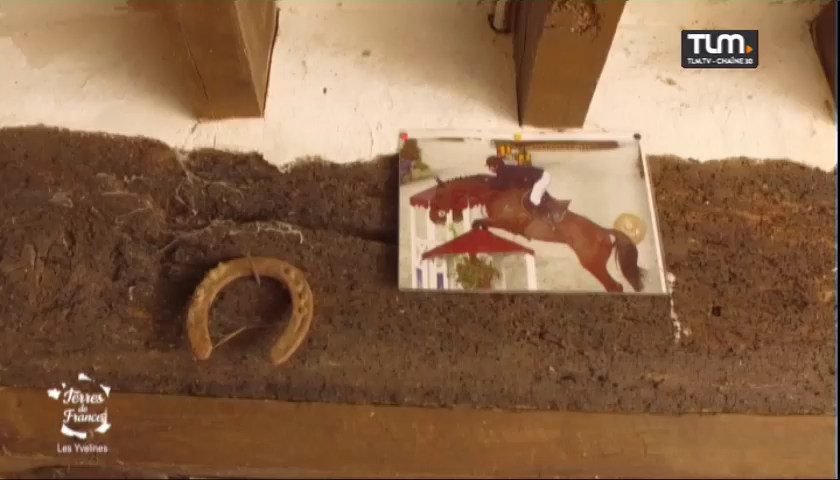 TLM
TLM.TV - CHAÎNE 30
Terres
de
France
Les Yvelines